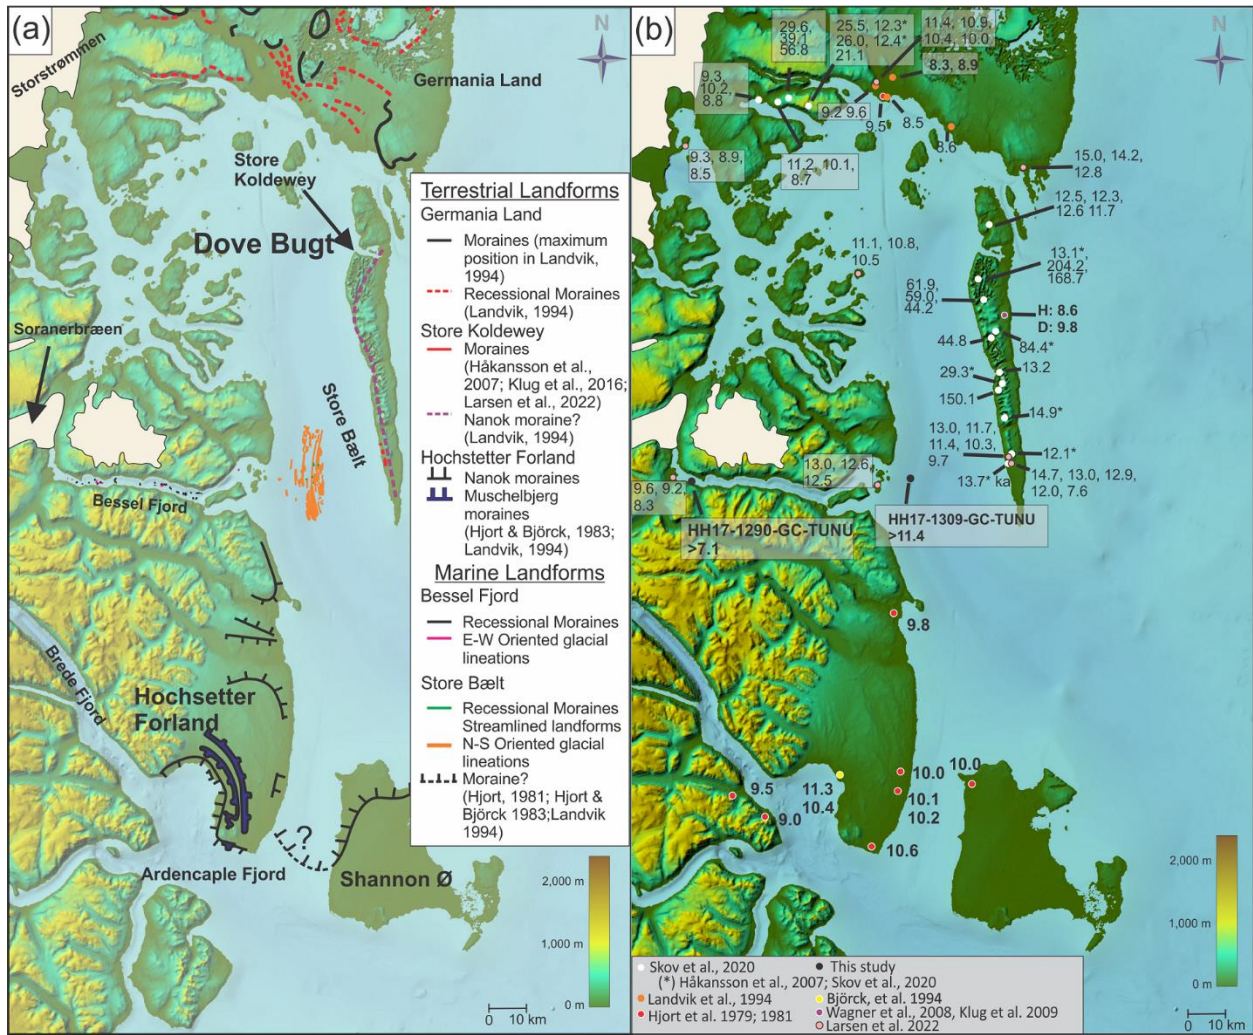 (a)
N
Storstrømmen
Germania Land
Store
Koldewey
Dove Bugt
Soranerbræen
Store Bælt
Bessel Fjord
Brede Fjord
Hochsetter
Forland
Ardencaple Fjord
?
Shannon Ø
Terrestrial Landforms
Germania Land
Moraines (maximum
position in Landvik,
1994)
Recessional Moraines
(Landvik, 1994)
Store Koldewey
Moraines
(Håkansson et al.,
2007; Klug et al., 2016;
Larsen et al., 2022)
Nanok moraine?
(Landvik, 1994)
Hochstetter Forland
Nanok moraines
Muschelbjerg
moraines
(Hjort & Björck, 1983;
Landvik, 1994)
Marine Landforms
Bessel Fjord
Recessional Moraines
E-W Oriented glacial
lineations
Store Bælt
Recessional Moraines
Streamlined landforms
N-S Oriented glacial
lineations
Moraine?
(Hjort, 1981; Hjort &
Björck 1983;Landvik
1994)
2,000 m
1,000 m
0 m
0 10 km
(b)
N
29.6,
39.1,
56.8
25.5, 12.3*
26.0, 12.4*
21.1
11.4, 10.9,
10.4, 10.0
8.3, 8.9
9.3,
10.2,
8.8
9.2 9.6
9.5
8.5
8.6
9.3, 8.9,
8.5
11.2, 10.1,
8.7
15.0, 14.2,
12.8
12.5, 12.3,
12.6 11.7
11.1, 10.8,
10.5
13.1*,
204.2,
168.7
61.9,
59.0,
44.2
H: 8.6
D: 9.8
44.8
84.4*
29.3*
13.2
150.1
14.9*
13.0, 11.7,
11.4, 10.3,
9.7
12.1*
13.7* ka
14.7, 13.0, 12.9,
12.0, 7.6
13.0, 12.6,
12.5
9.6, 9.2,
8.3
HH17-1290-GC-TUNU
>7.1
HH17-1309-GC-TUNU
>11.4
9.8
10.0
10.0
11.3
10.4
10.1
10.2
9.5
9.0
10.6
2,000 m
1,000 m
0 m
Skov et al., 2020
(*) Håkansson et al., 2007; Skov et al., 2020
Landvik et al., 1994
Hjort et al. 1979; 1981
This study
Björck, et al. 1994
Wagner et al., 2008, Klug et al. 2009
Larsen et al. 2022
0 10 km